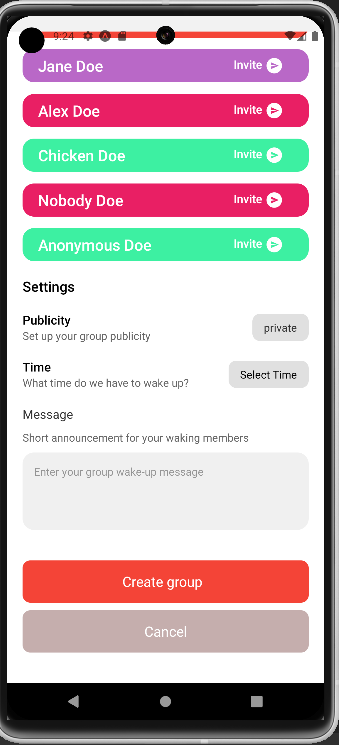 9:24
Jane Doe
Invite
Alex Doe
Invite
Chicken Doe
Invite
Nobody Doe
Invite
Anonymous Doe
Invite
Settings
Publicity
Set up your group publicity
private
Time
What time do we have to wake up?
Select Time
Message
Short announcement for your waking members
Enter your group wake-up message
Create group
Cancel